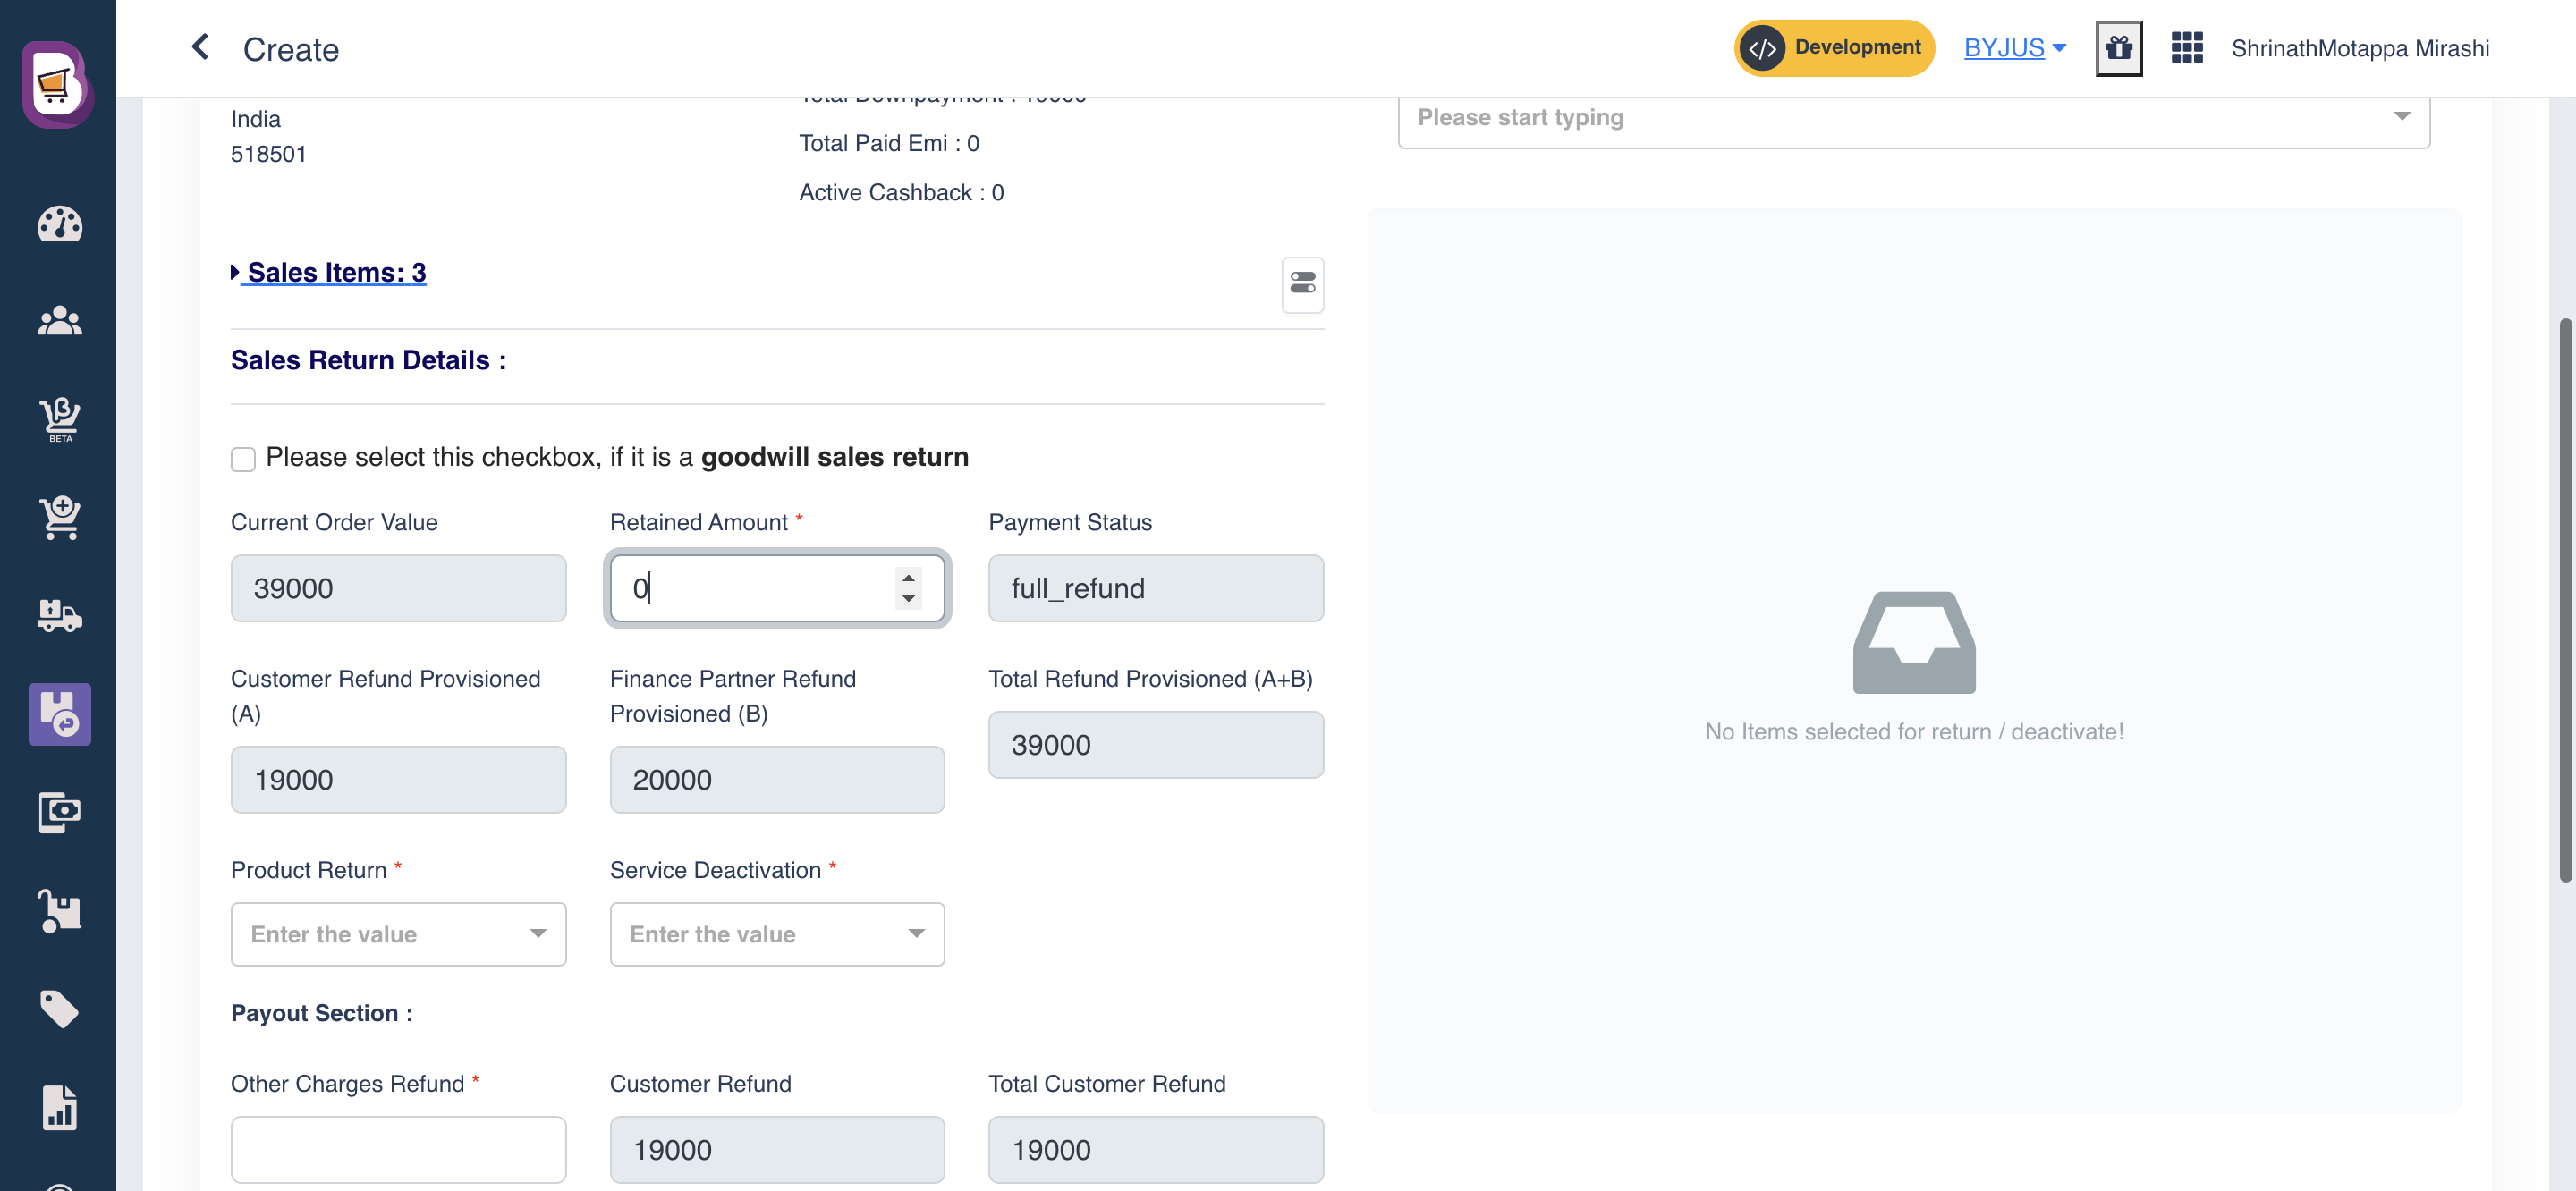 Create
Development
BYJUS
ShrinathMotappa Mirashi
BETA
India
518501
Total Downpayment : 19000
Total Paid Emi : 0
Active Cashback : 0
Please start typing
Sales Items: 3
Sales Return Details :
Please select this checkbox, if it is a goodwill sales return
Current Order Value
Retained Amount *
Payment Status
39000
0
full_refund
Customer Refund Provisioned
(A)
Finance Partner Refund
Provisioned (B)
Total Refund Provisioned (A+B)
19000
20000
39000
Product Return *
Service Deactivation *
Enter the value
Enter the value
Payout Section :
Other Charges Refund *
Customer Refund
Total Customer Refund
19000
19000
No Items selected for return / deactivate!